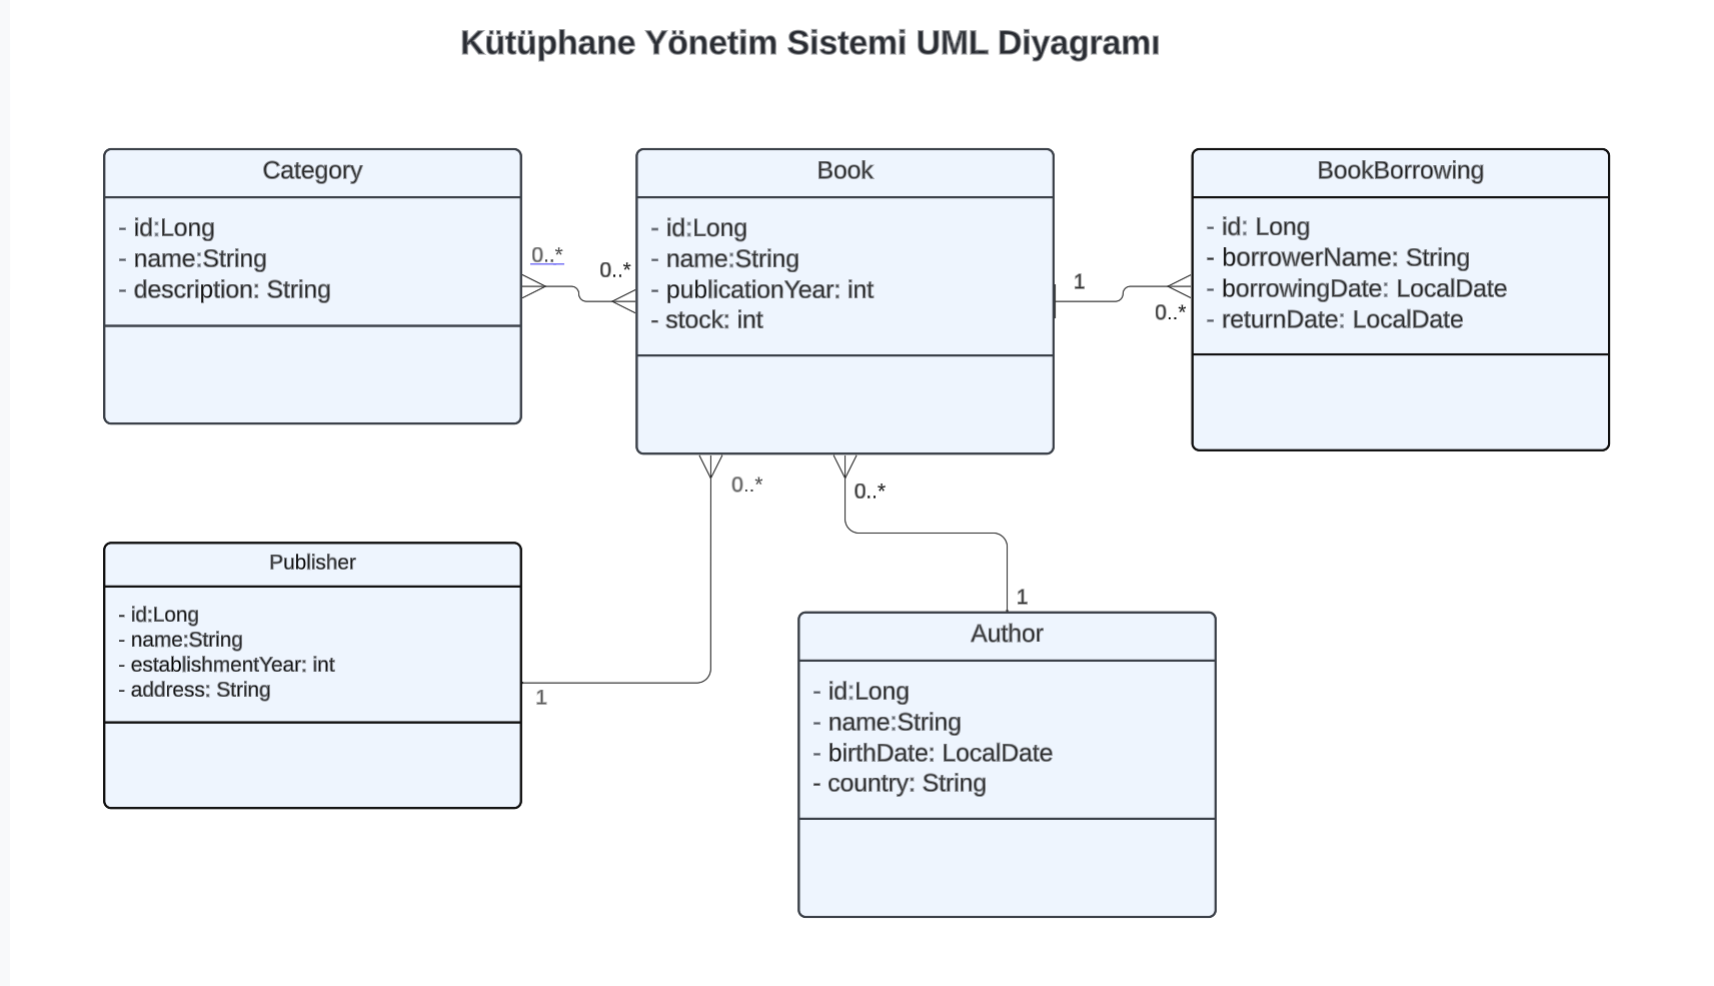 Kütüphane Yönetim Sistemi UML Diyagramı
Category
- id:Long
- name:String
- description: String
0..*
0..*
Book
- id:Long
- name:String
- publicationYear: int
- stock: int
1
0..*
BookBorrowing
- id: Long
- borrowerName: String
- borrowingDate: LocalDate
- returnDate: LocalDate
0..*
0..*
Publisher
- id:Long
- name:String
- establishmentYear: int
- address: String
1
1
Author
- id:Long
- name:String
- birthDate: LocalDate
- country: String